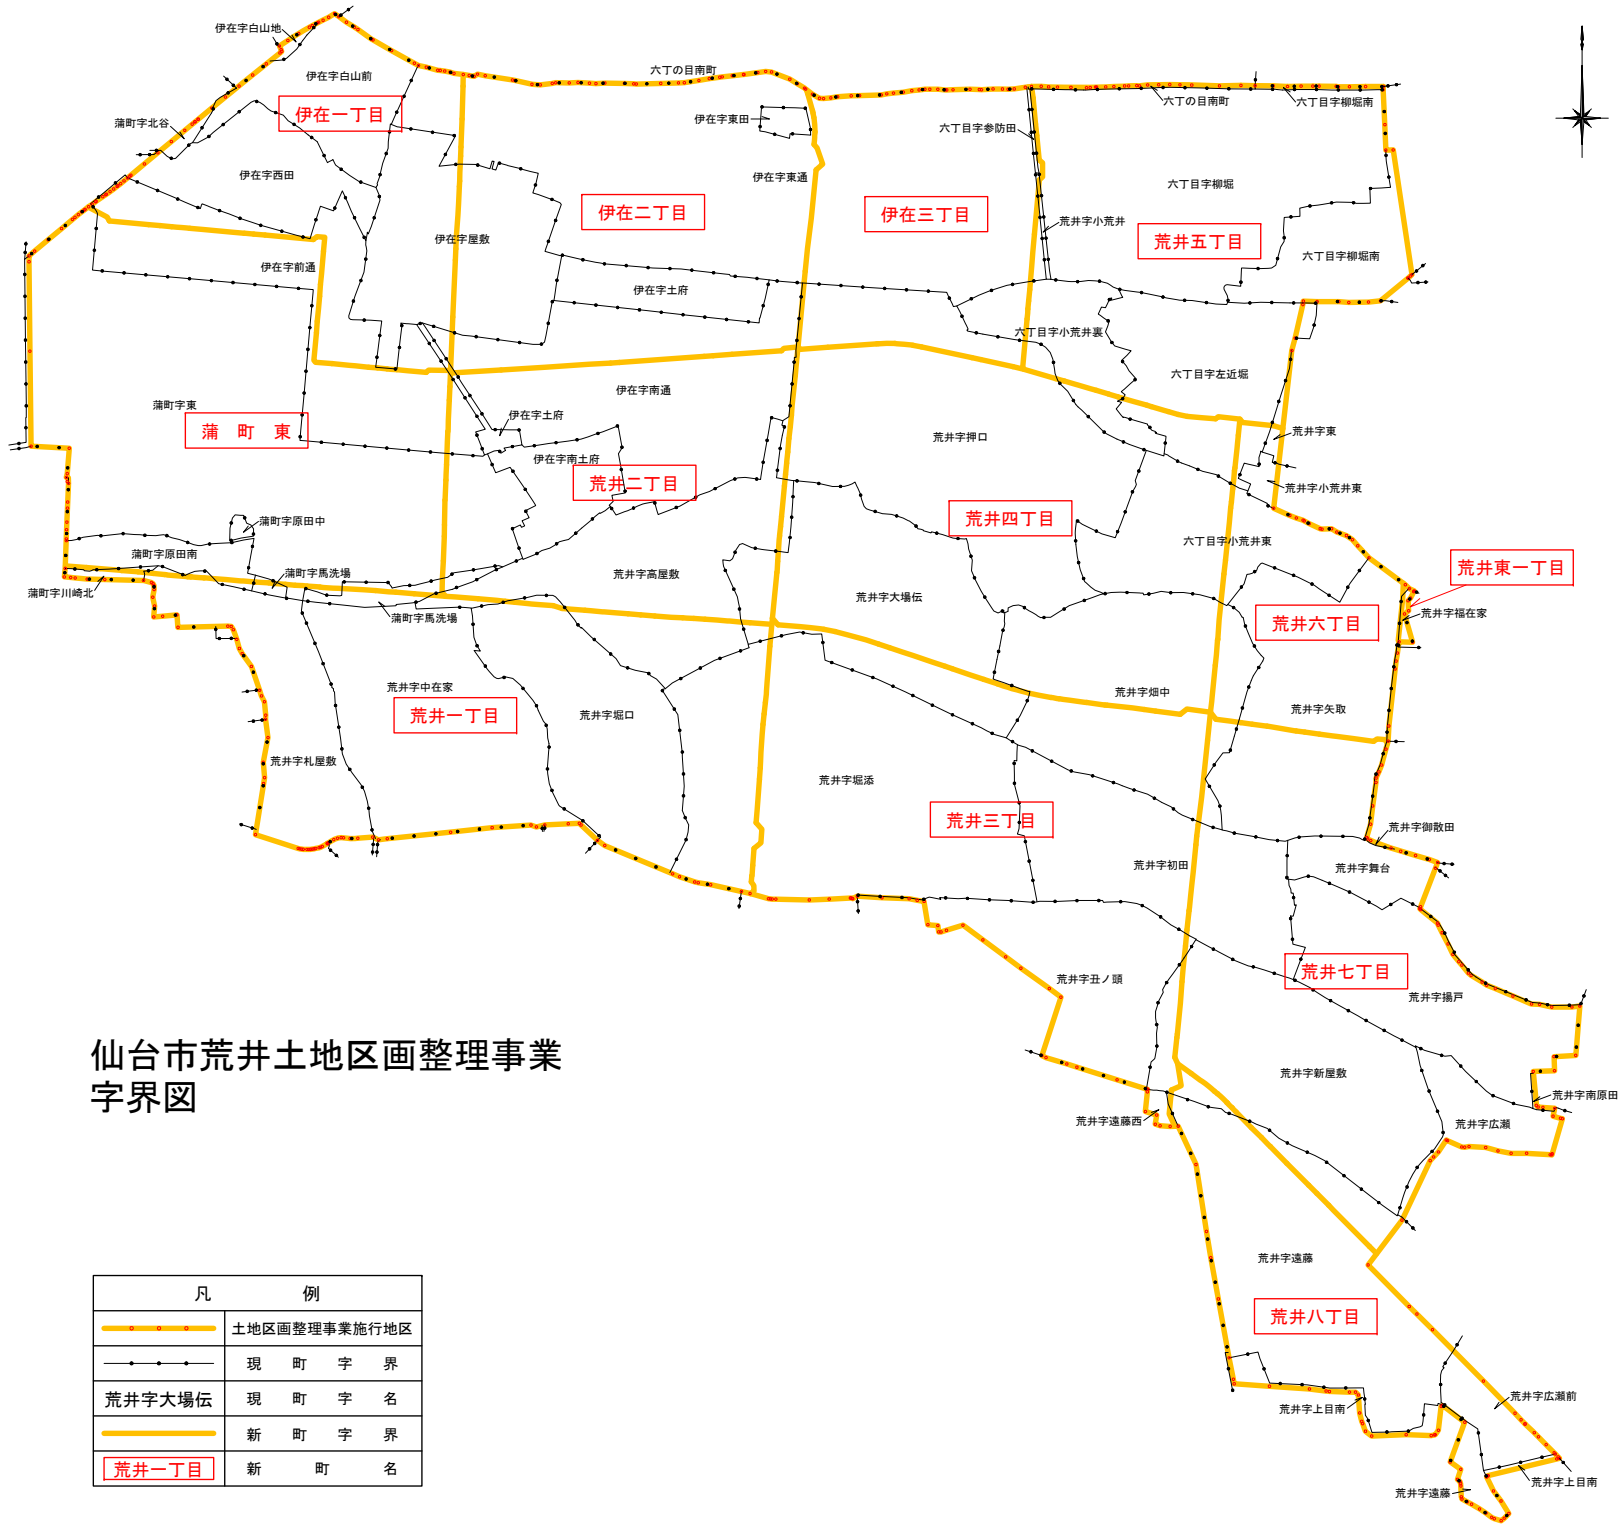 伊在字白山地
伊在字白山前
六丁の目南町
伊在一丁目
蒲町字北谷
伊在字東田
六丁目字参防田
六丁の目南町
六丁目字柳堀南
伊在字西田
伊在字東通
六丁目字柳堀
伊在二丁目
伊在三丁目
荒井字小荒井
荒井五丁目
伊在字屋敷
伊在字前通
六丁目字柳堀南
伊在字土府
六丁目字小荒井裏
六丁目字左近堀
伊在字南通
蒲町字東
蒲町東
伊在字土府
荒井字押口
荒井字東
伊在字南土府
荒井二丁目
荒井字小荒井東
荒井四丁目
蒲町字原田中
蒲町字原田南
六丁目字小荒井東
荒井東一丁目
蒲町字馬洗場
荒井字高屋敷
蒲町字川崎北
荒井字大場伝
荒井字福在家
蒲町字馬洗場
荒井六丁目
荒井字中在家
荒井字畑中
荒井一丁目
荒井字堀口
荒井字矢取
荒井字札屋敷
荒井字堀添
荒井三丁目
荒井字御散田
荒井字初田
荒井字舞台
荒井七丁目
荒井字丑ノ頭
荒井字揚戸
仙台市荒井土地区画整理事業
字界図
荒井字新屋敷
荒井字南原田
荒井字遠藤西
荒井字広瀬
荒井字遠藤
荒井八丁目
荒井字広瀬前
荒井字上目南
荒井字上目南
荒井字遠藤
凡例
土地区画整理事業施行地区
現町字界
荒井字大場伝 現町字名
新町字界
荒井一丁目 新町名